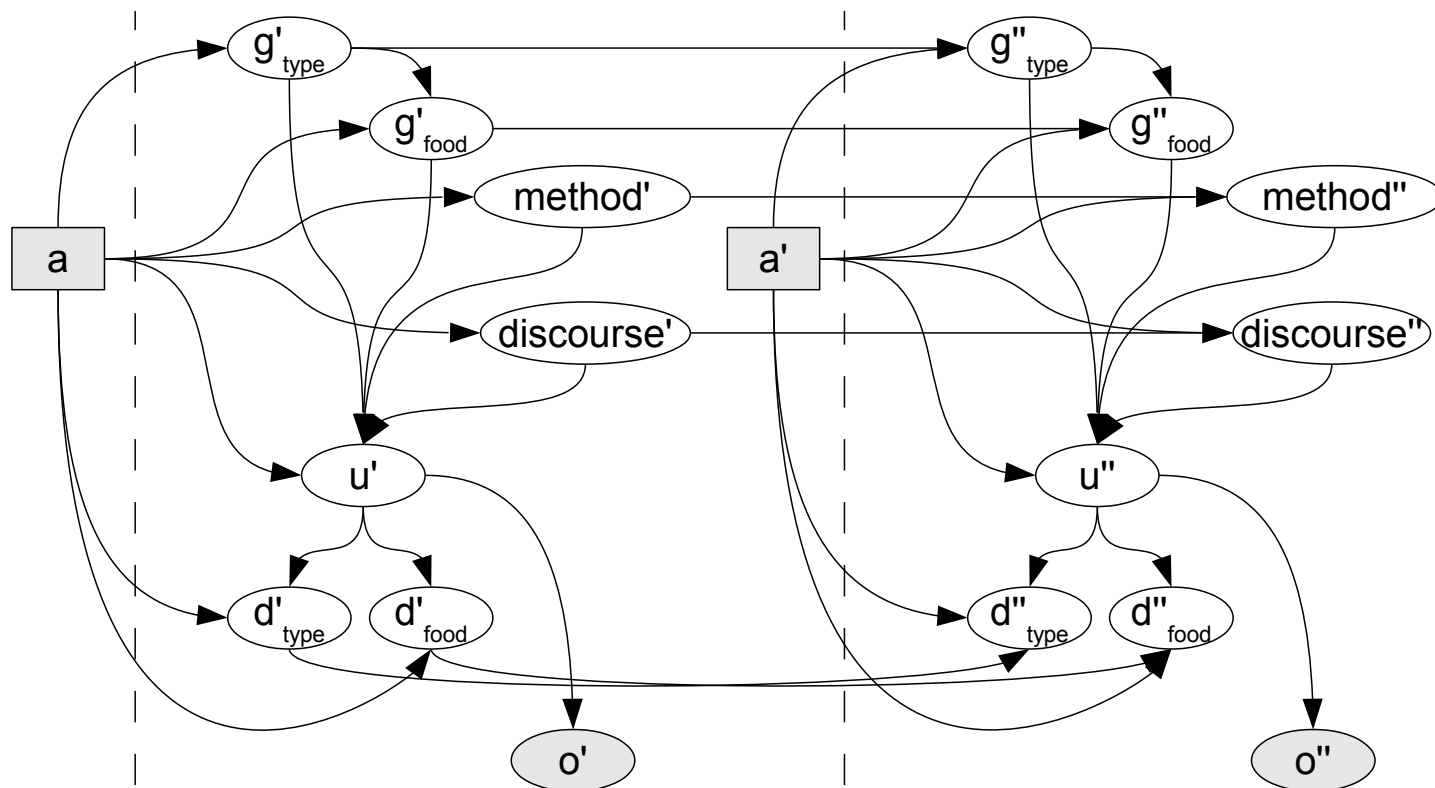 g'type
g''type
g'food
g''food
method'
method''
a
a'
discourse'
discourse''
u'
u''
d'type
d'food
d''type
d''food
o'
o''